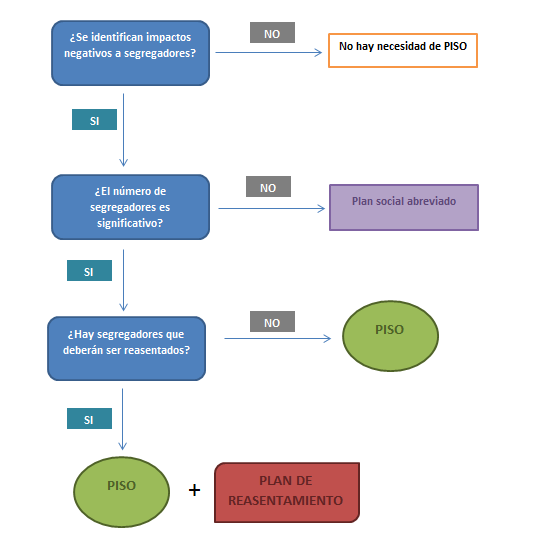 ¿Se identifican impactos
negativos a segregadores?
NO
No hay necesidad de PISO
SI
¿El número de
segregadores es
significativo?
NO
Plan social abreviado
SI
¿Hay segregadores que
deberán ser reasentados?
NO
PISO
SI
PISO
+
PLAN DE
REASENTAMIENTO